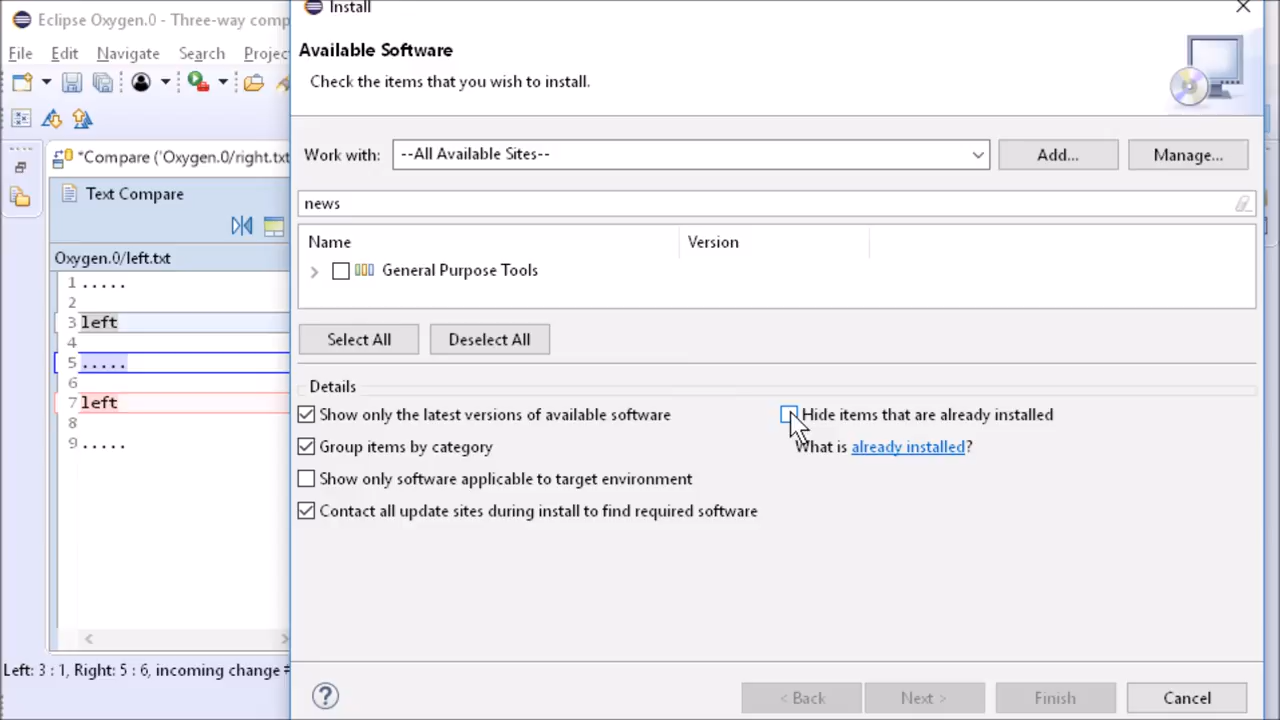 Eclipse Oxygen.0 - Three-way comp
Install
File Edit Navigate Search Projec
Available Software
Check the items that you wish to install.
Work with: --All Available Sites-- Add... Manage...
*Compare ('Oxygen.0/right.txt
Text Compare
news
Name Version
Oxygen.0/left.txt
General Purpose Tools
1 .....
2
3 left
Select All Deselect All
4
5 .....
6
7 left
8
9 .....
Details
Show only the latest versions of available software
Hide items that are already installed
Group items by category
What is already installed?
Show only software applicable to target environment
Contact all update sites during install to find required software
Left: 3 : 1, Right: 5 : 6, incoming change #
? < Back Next > Finish Cancel